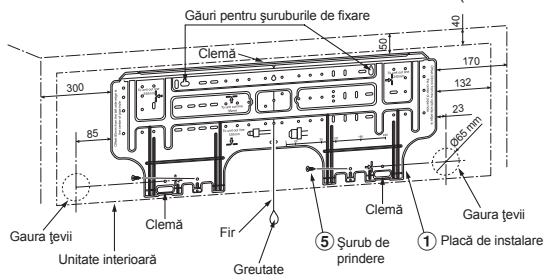 Găuri pentru şuruburile de fixare
Clemă
50
40
170
132
23
Ø65 mm
300
85
Gaura ţevii
Unitate interioară
Clemă
Fir
Greutate
5 Şurub de
prindere
Clemă
1 Placă de instalare
Gaura ţevii